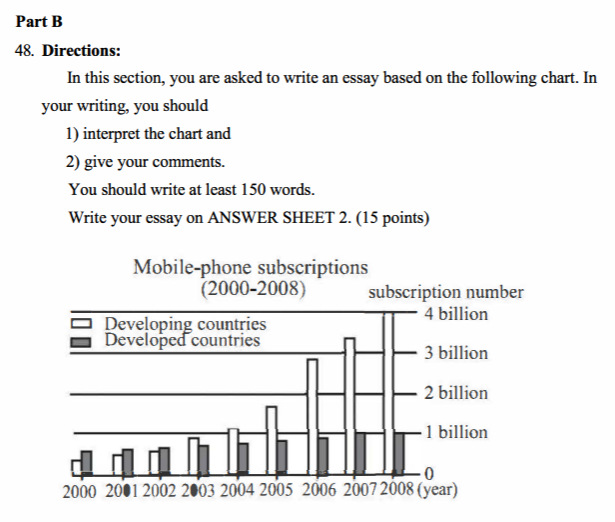 Part B
48. Directions:
In this section, you are asked to write an essay based on the following chart. In
your writing, you should
1) interpret the chart and
2) give your comments.
You should write at least 150 words.
Write your essay on ANSWER SHEET 2. (15 points)
Mobile-phone subscriptions
(2000-2008)
subscription number
4 billion
Developing countries
Developed countries
3 billion
2 billion
1 billion
0
2000 2001 2002 2003 2004 2005 2006 2007 2008 (year)